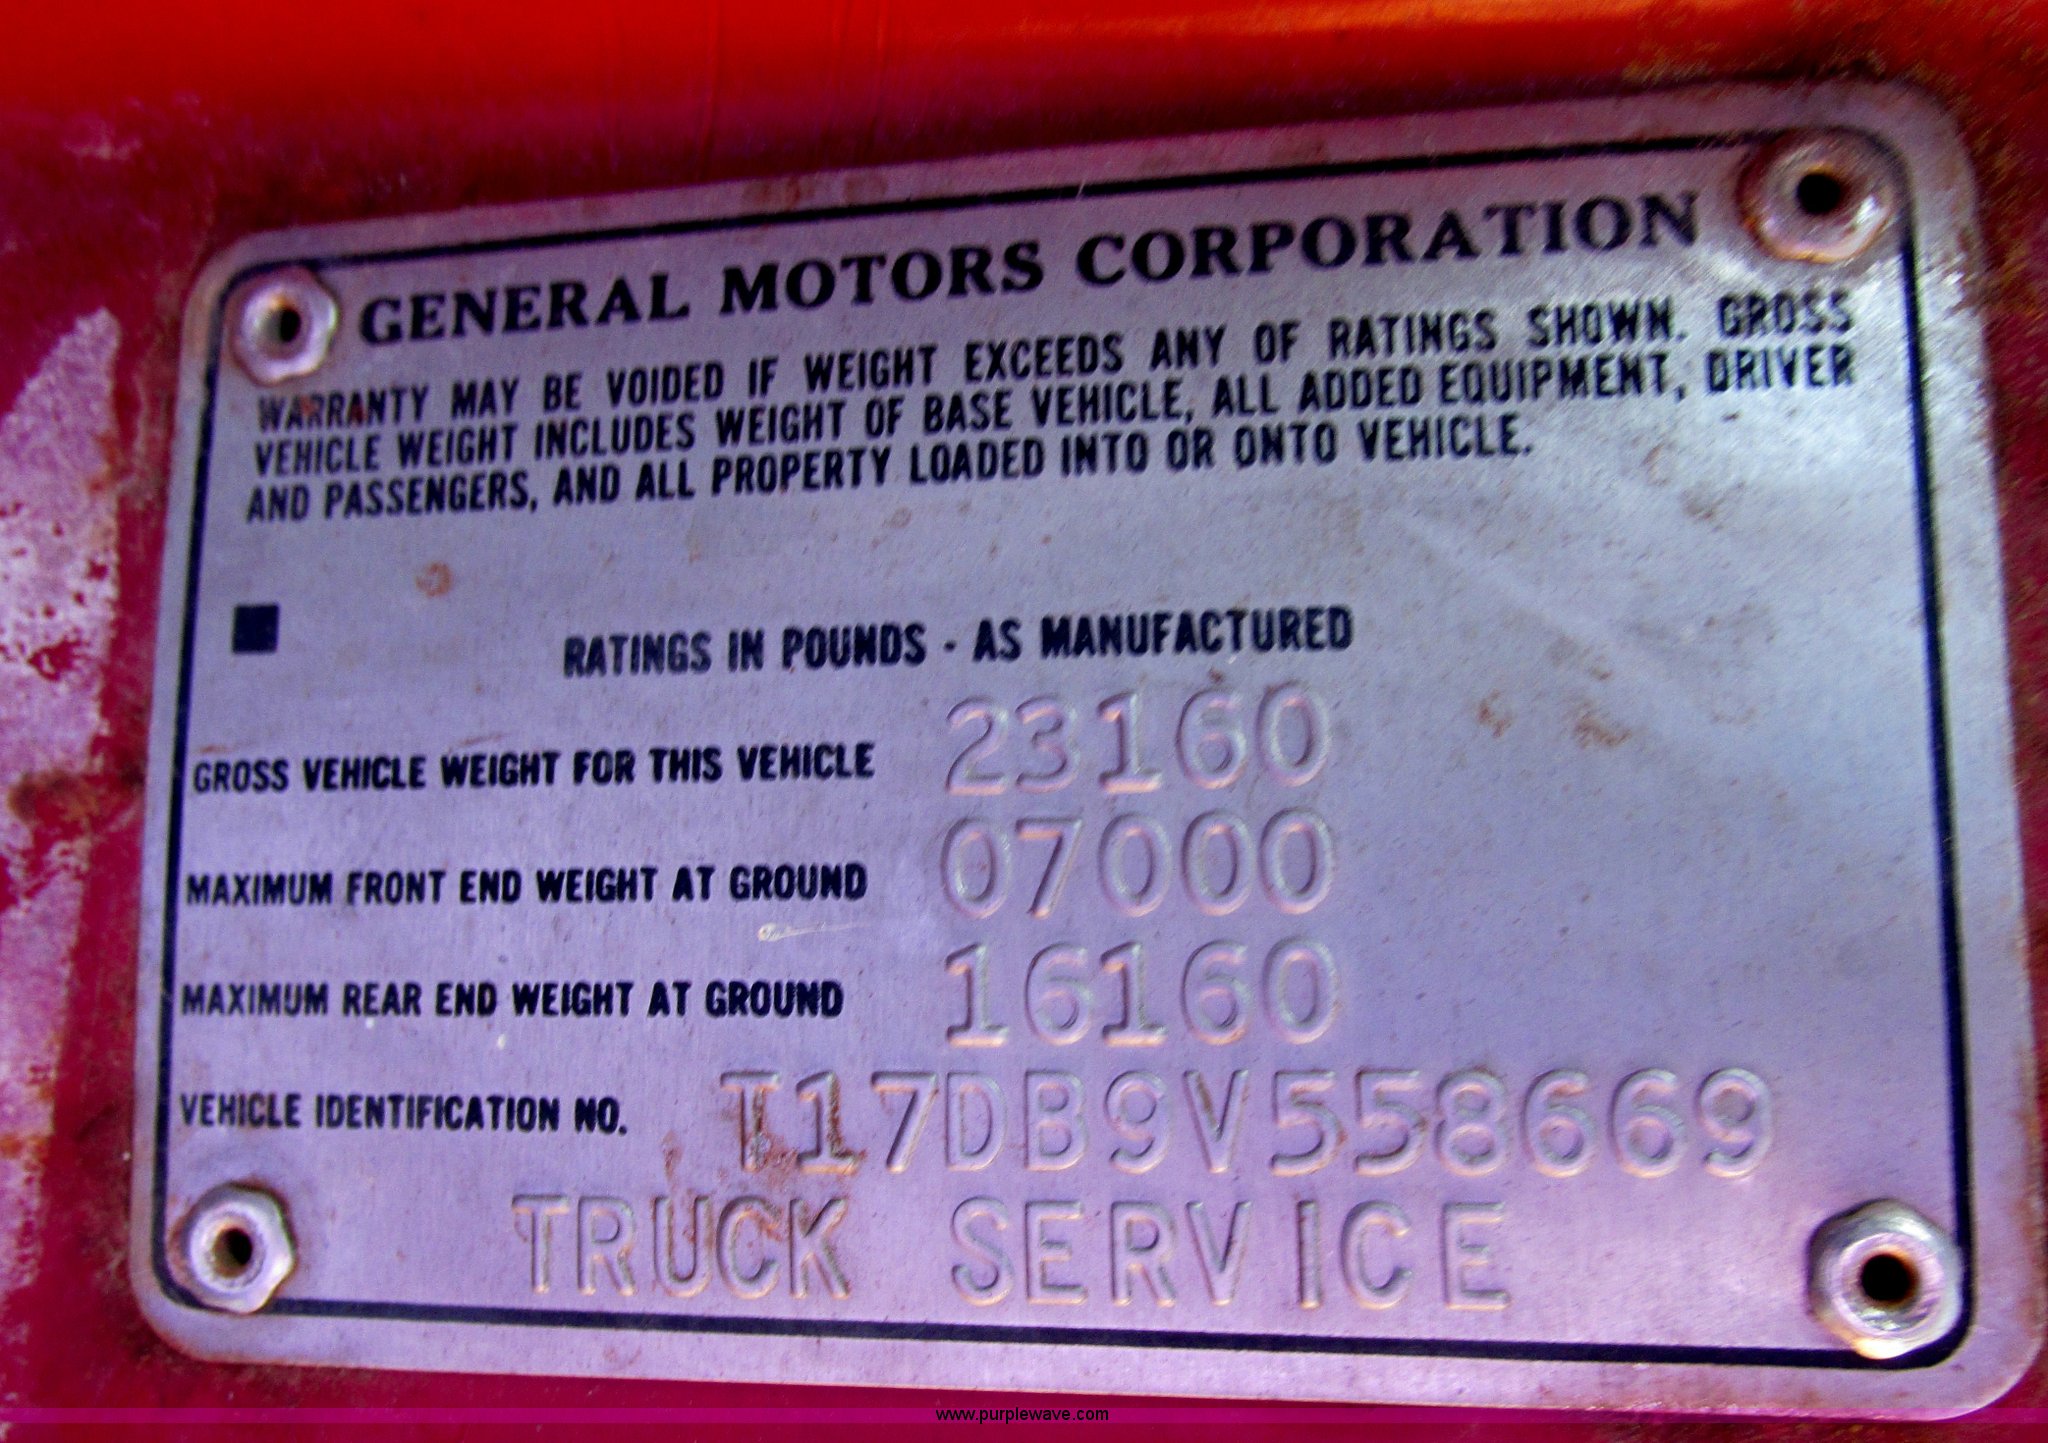 GENERAL MOTORS CORPORATION
WARRANTY MAY BE VOIDED IF WEIGHT EXCEEDS ANY OF RATINGS SHOWN. GROSS
VEHICLE WEIGHT INCLUDES WEIGHT OF BASE VEHICLE, ALL ADDED EQUIPMENT, DRIVER
AND PASSENGERS, AND ALL PROPERTY LOADED INTO OR ONTO VEHICLE.
RATINGS IN POUNDS - AS MANUFACTURED
GROSS VEHICLE WEIGHT FOR THIS VEHICLE 23160
MAXIMUM FRONT END WEIGHT AT GROUND 07000
MAXIMUM REAR END WEIGHT AT GROUND 16160
VEHICLE IDENTIFICATION NO. T17DB9V558669
TRUCK SERVICE
www.purplewave.com